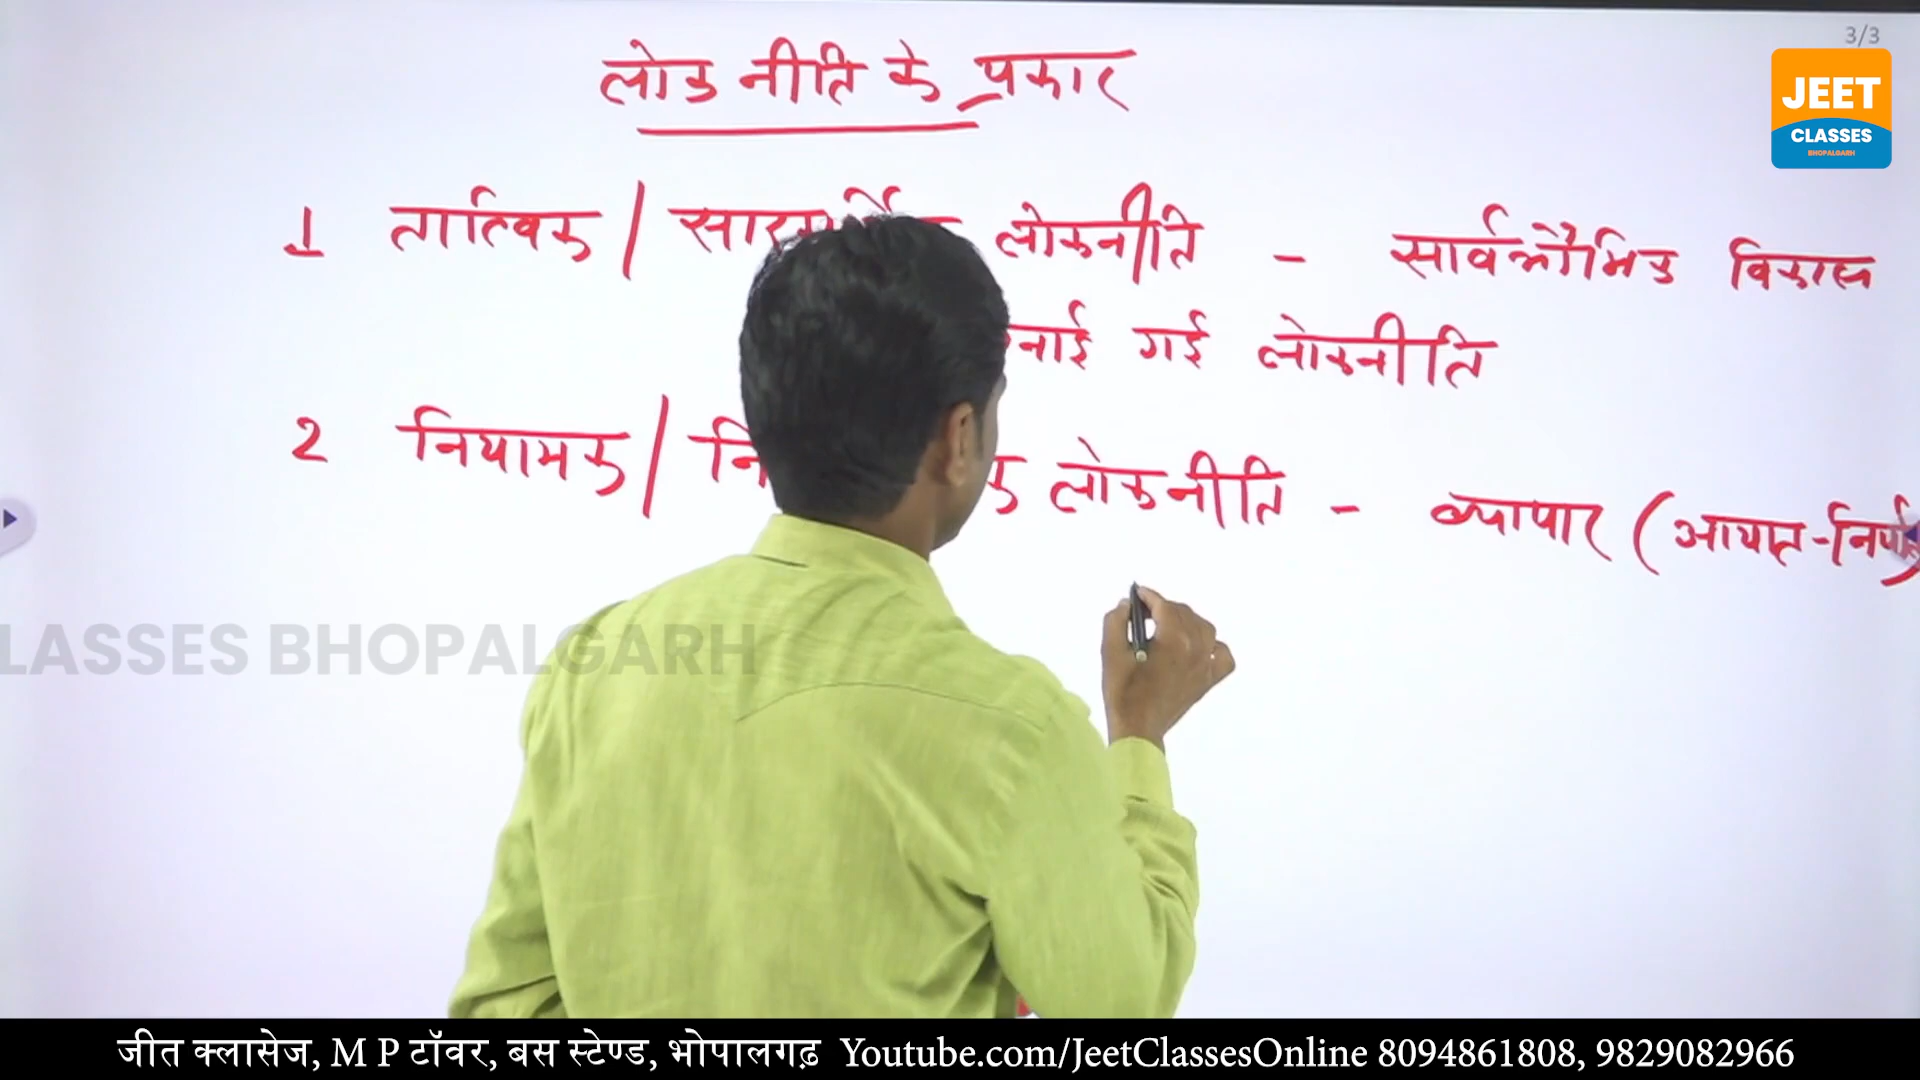 3/3
JEET
CLASSES
BHOPALGARH
लोक नीति के प्रकार
1 तात्विक / लोकनीति - सार्वभौमिक विकास
गई लोकनीति
2 नियामक / लोकनीति - व्यापार (आयात-निर्यात)
LASSES BHOPALGARH
जीत क्लासेज, M P टॉवर, बस स्टेण्ड, भोपालगढ़ Youtube.com/JeetClassesOnline 8094861808, 9829082966